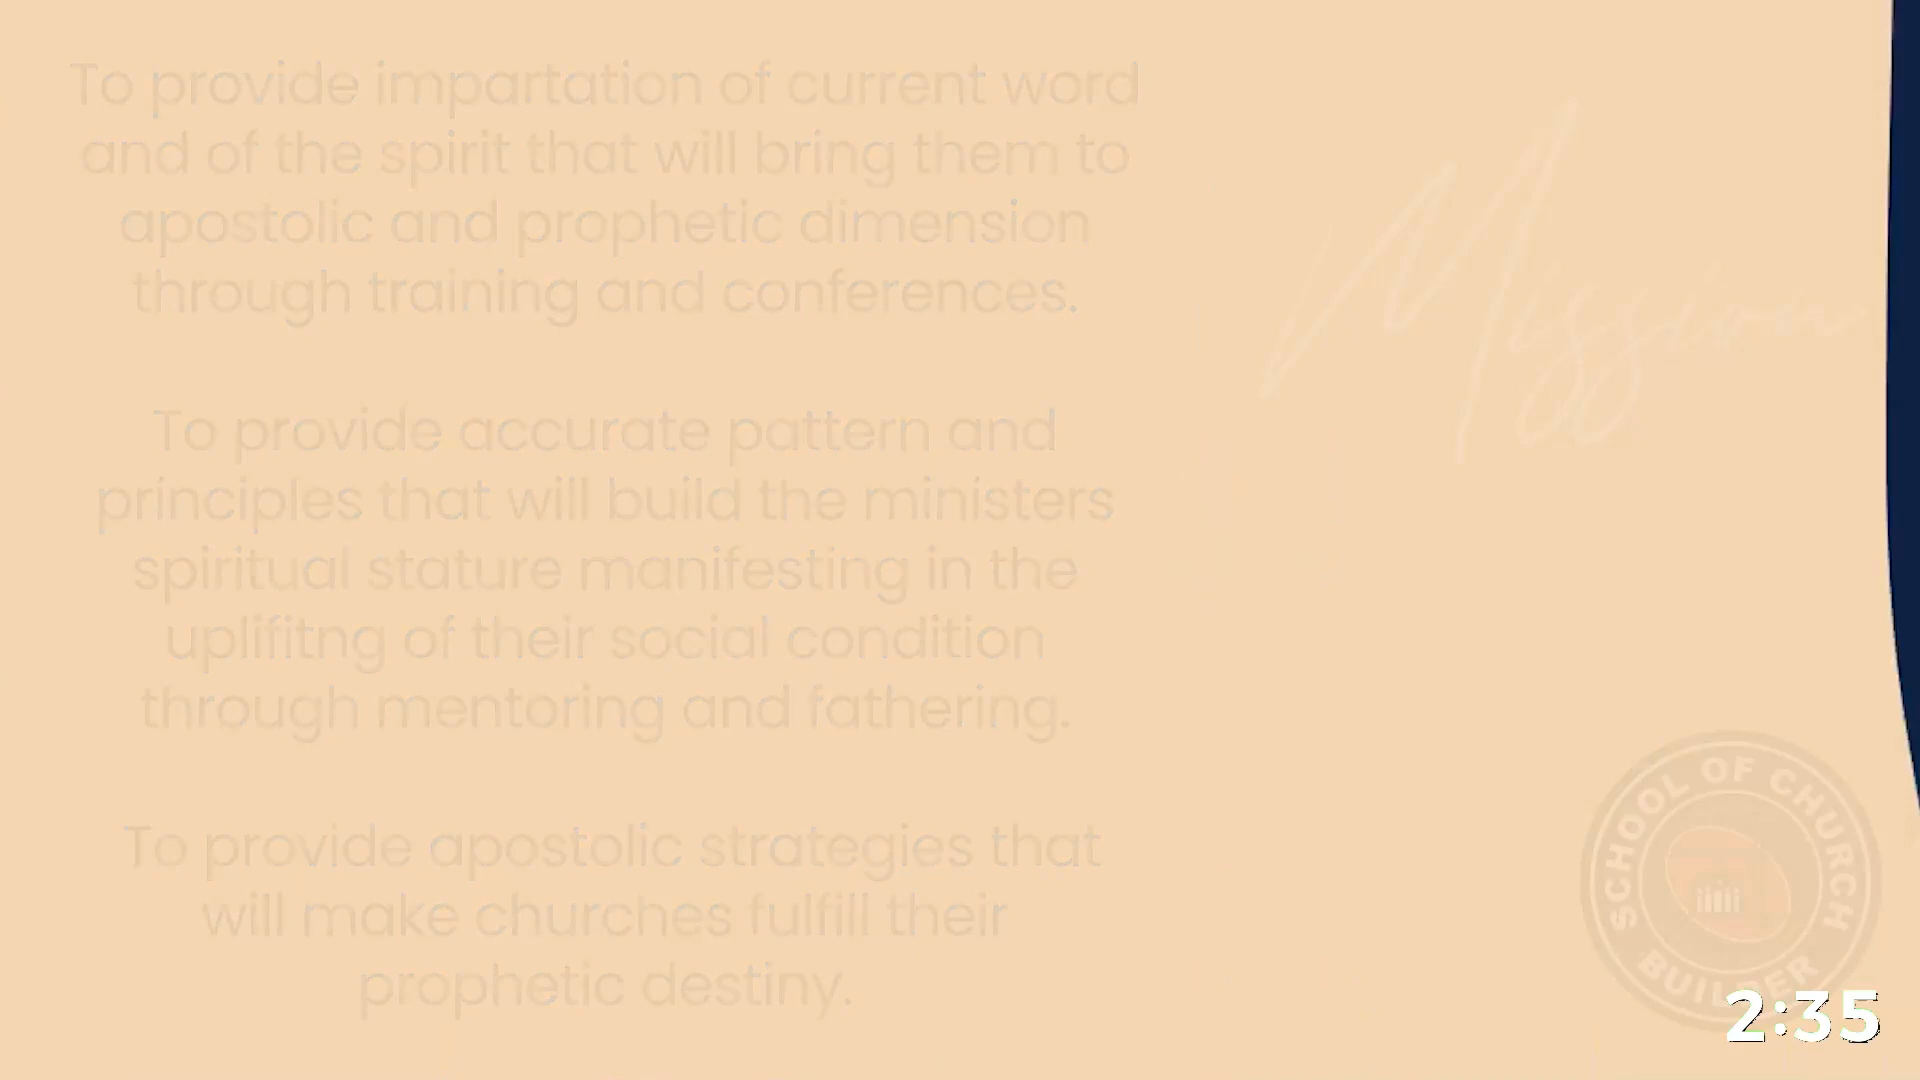 To provide impartation of current word
and of the spirit that will bring them to
apostolic and prophetic dimension
through training and conferences.
To provide accurate pattern and
principles that will build the ministers
spiritual stature manifesting in the
uplifitng of their social condition
through mentoring and fathering.
To provide apostolic strategies that
will make churches fulfill their
prophetic destiny.
Mission
SCHOOL OF CHURCH
BUILDER
2:35